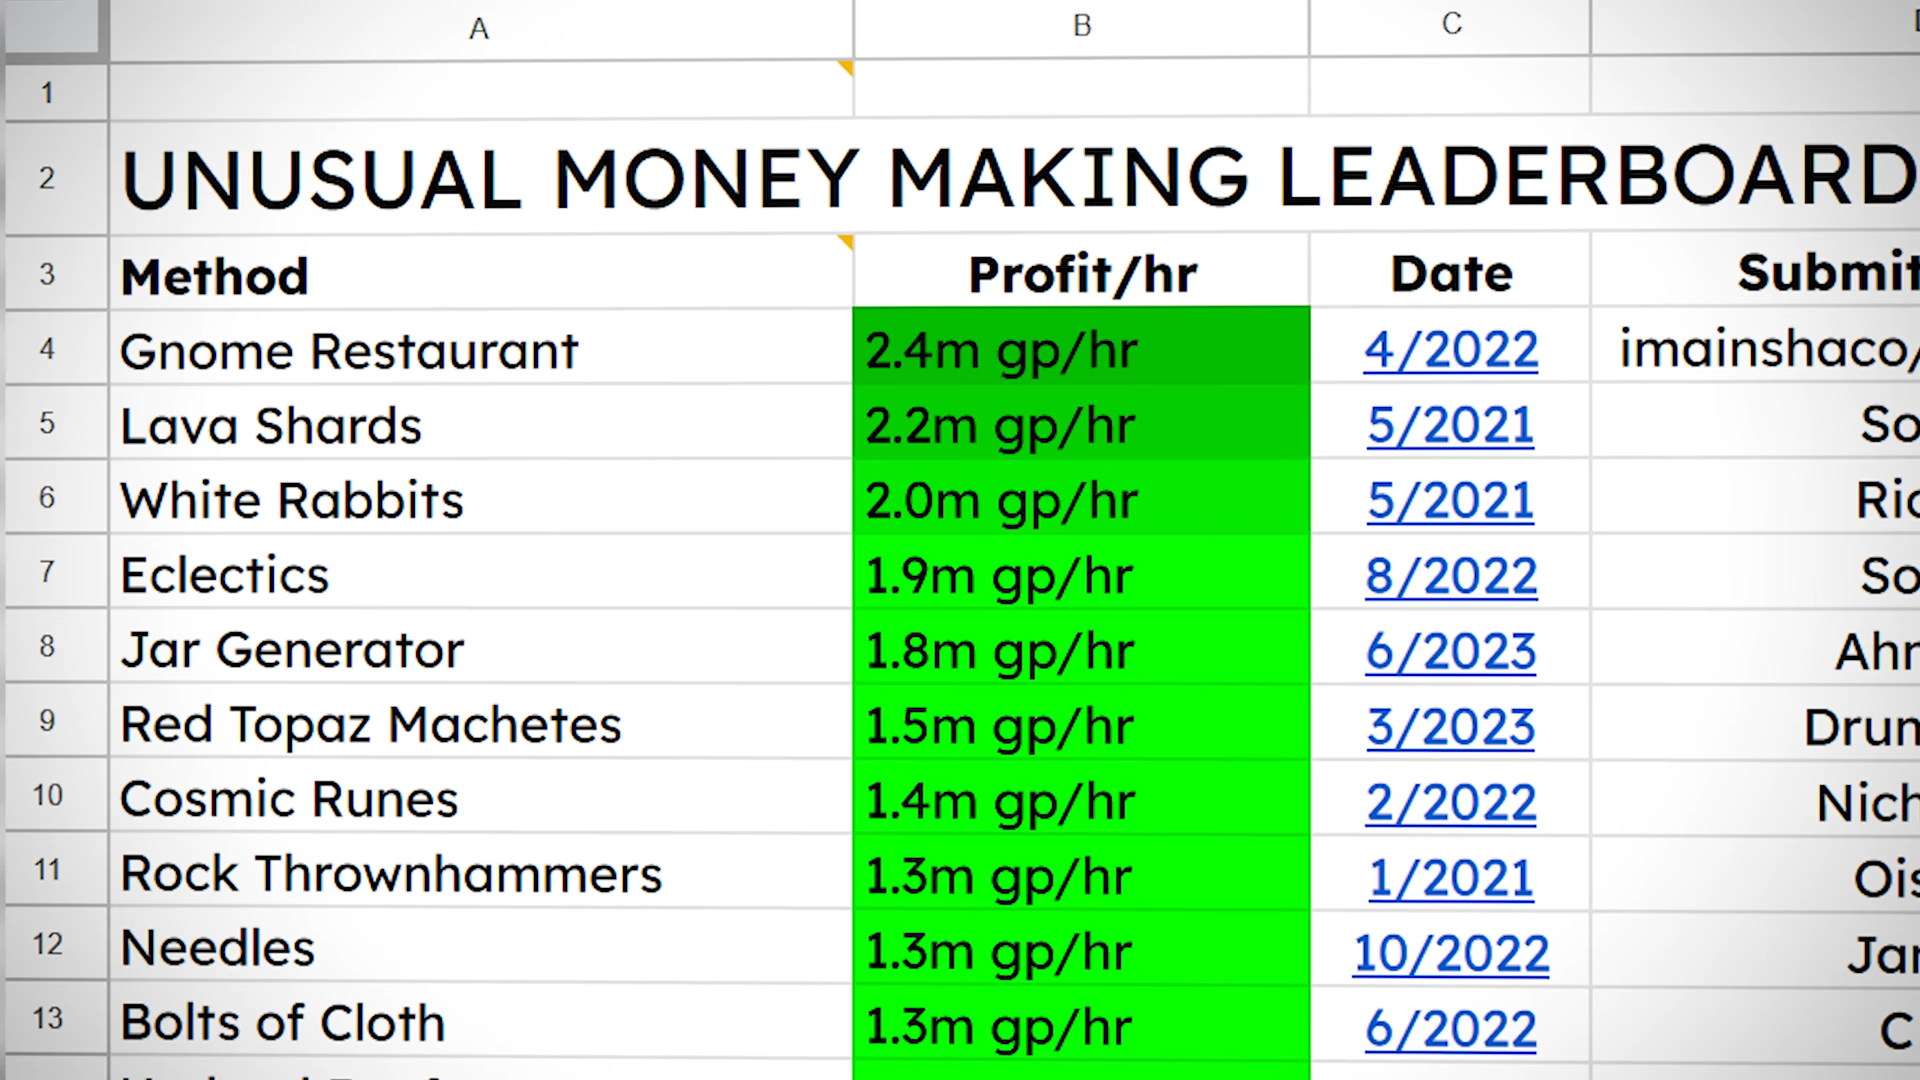 A B C
1
2 UNUSUAL MONEY MAKING LEADERBOARD
3 Method Profit/hr Date
4 Gnome Restaurant 2.4m gp/hr 4/2022 imainshaco/
5 Lava Shards 2.2m gp/hr 5/2021 So
6 White Rabbits 2.0m gp/hr 5/2021 Ric
7 Eclectics 1.9m gp/hr 8/2022 So
8 Jar Generator 1.8m gp/hr 6/2023
9 Red Topaz Machetes 1.5m gp/hr 3/2023
10 Cosmic Runes 1.4m gp/hr 2/2022 Nich
11 Rock Thrownhammers 1.3m gp/hr 1/2021 Ois
12 Needles 1.3m gp/hr 10/2022
13 Bolts of Cloth 1.3m gp/hr 6/2022 C